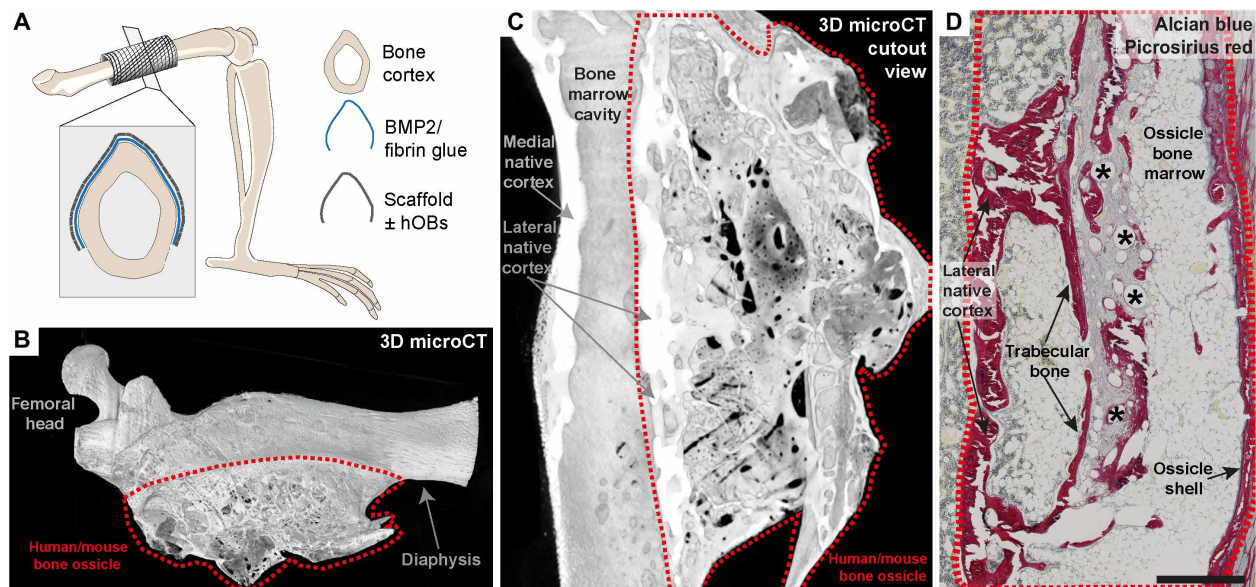 A
Bone
cortex
BMP2/
fibrin glue
Scaffold
± hOBs
B
3D microCT
Femoral
head
Human/mouse
bone ossicle
Diaphysis
C
3D microCT
cutout
view
Bone
marrow
cavity
Medial
native
cortex
Lateral
native
cortex
Human/mouse
bone ossicle
D
Alcian blue
Picrosirius red
Ossicle
bone
marrow
*
*
*
Lateral
native
cortex
Trabecular
bone
*
Ossicle
shell